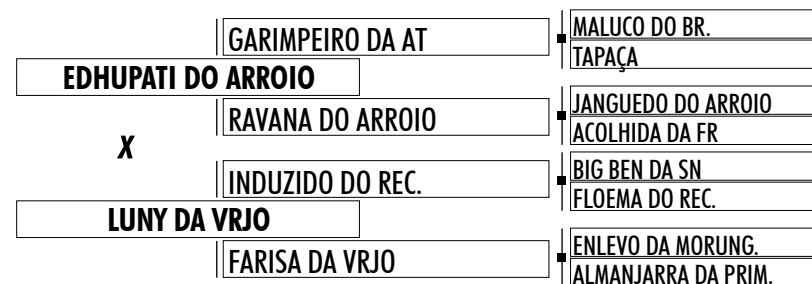 GARIMPEIRO DA AT
MALUCO DO BR.
TAPAÇA
EDHUPATI DO ARROIO
RAVANA DO ARROIO
JANGUEDO DO ARROIO
ACOLHIDA DA FR
X
INDUZIDO DO REC.
BIG BEN DA SN
FLOEMA DO REC.
LUNY DA VRJO
FARISA DA VRJO
ENLEVO DA MORUNG.
ALMANJARRA DA PRIM.